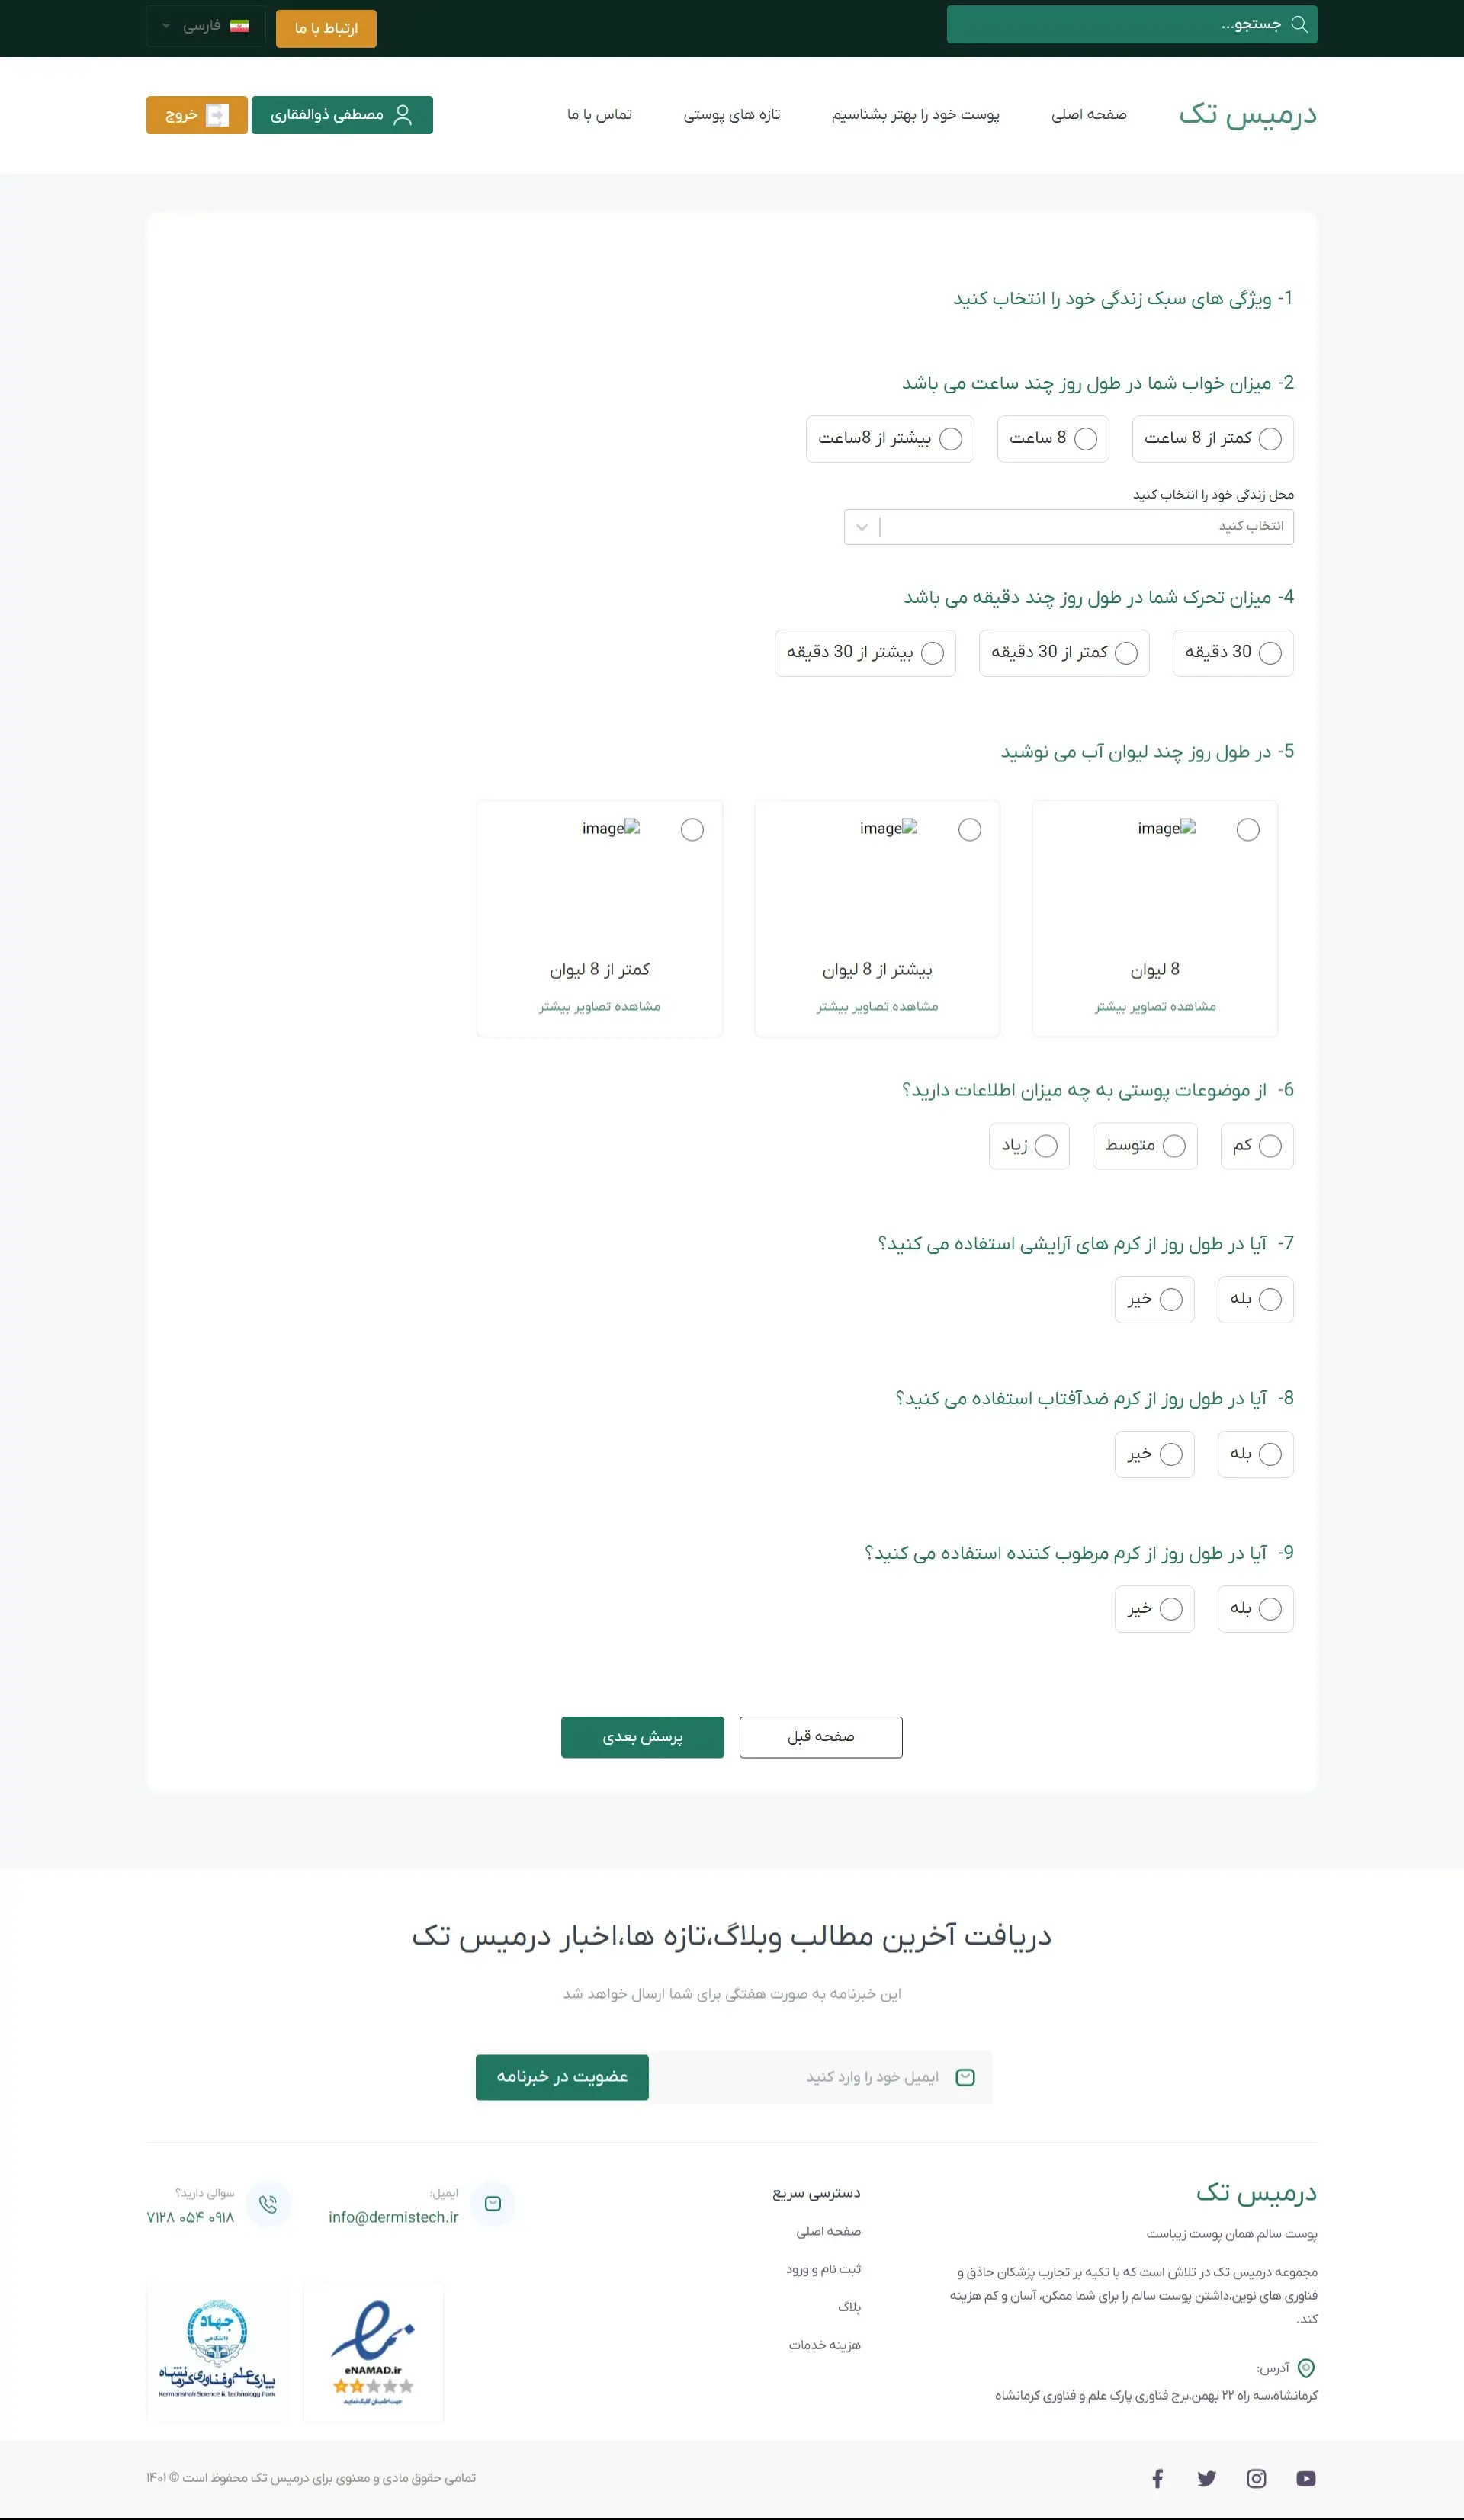 جستجو...
ارتباط با ما
فارسی
درمیس تک
صفحه اصلی
پوست خود را بهتر بشناسیم
تازه های پوستی
تماس با ما
مصطفی ذوالفقاری
خروج
1- ویژگی های سبک زندگی خود را انتخاب کنید
2- میزان خواب شما در طول روز چند ساعت می باشد
کمتر از 8 ساعت
8 ساعت
بیشتر از 8ساعت
محل زندگی خود را انتخاب کنید
انتخاب کنید
4- میزان تحرک شما در طول روز چند دقیقه می باشد
30 دقیقه
کمتر از 30 دقیقه
بیشتر از 30 دقیقه
5- در طول روز چند لیوان آب می نوشید
image
image
image
8 لیوان
بیشتر از 8 لیوان
کمتر از 8 لیوان
مشاهده تصاویر بیشتر
مشاهده تصاویر بیشتر
مشاهده تصاویر بیشتر
6- از موضوعات پوستی به چه میزان اطلاعات دارید؟
کم
متوسط
زیاد
7- آیا در طول روز از کرم های آرایشی استفاده می کنید؟
بله
خیر
8- آیا در طول روز از کرم ضدآفتاب استفاده می کنید؟
بله
خیر
9- آیا در طول روز از کرم مرطوب کننده استفاده می کنید؟
بله
خیر
صفحه قبل
پرسش بعدی
دریافت آخرین مطالب وبلاگ،تازه ها،اخبار درمیس تک
این خبرنامه به صورت هفتگی برای شما ارسال خواهد شد
ایمیل خود را وارد کنید
عضویت در خبرنامه
درمیس تک
پوست سالم همان پوست زیباست
مجموعه درمیس تک در تلاش است که با تکیه بر تجارب پزشکان حاذق و
فناوری های نوین،داشتن پوست سالم را برای شما ممکن، آسان و کم هزینه
کند.
آدرس:
کرمانشاه،سه راه ۲۲ بهمن،برج فناوری پارک علم و فناوری کرمانشاه
دسترسی سریع
صفحه اصلی
ثبت نام و ورود
بلاگ
هزینه خدمات
ایمیل:
info@dermistech.ir
سوالی دارید؟
۰۹۱۸ ۰۵۴ ۷۱۲۸
eNAMAD.ir
جهت اطمینان کلیک نمایید
جهاد
دانشگاهی
پارک علم و فناوری کرمانشاه
Kermanshah Science & Technology Park
تمامی حقوق مادی و معنوی برای درمیس تک محفوظ است © ۱۴۰۱